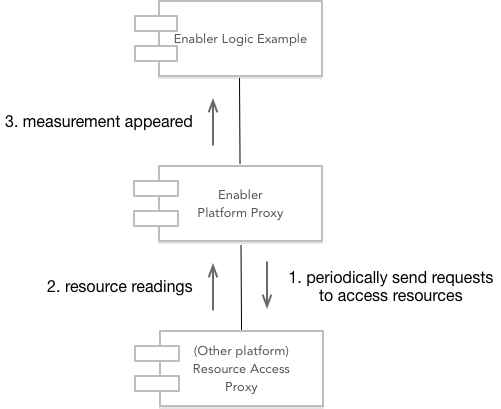 Enabler Logic Example
3. measurement appeared
Enabler
Platform Proxy
2. resource readings
1. periodically send requests
to access resources
(Other platform)
Resource Access
Proxy